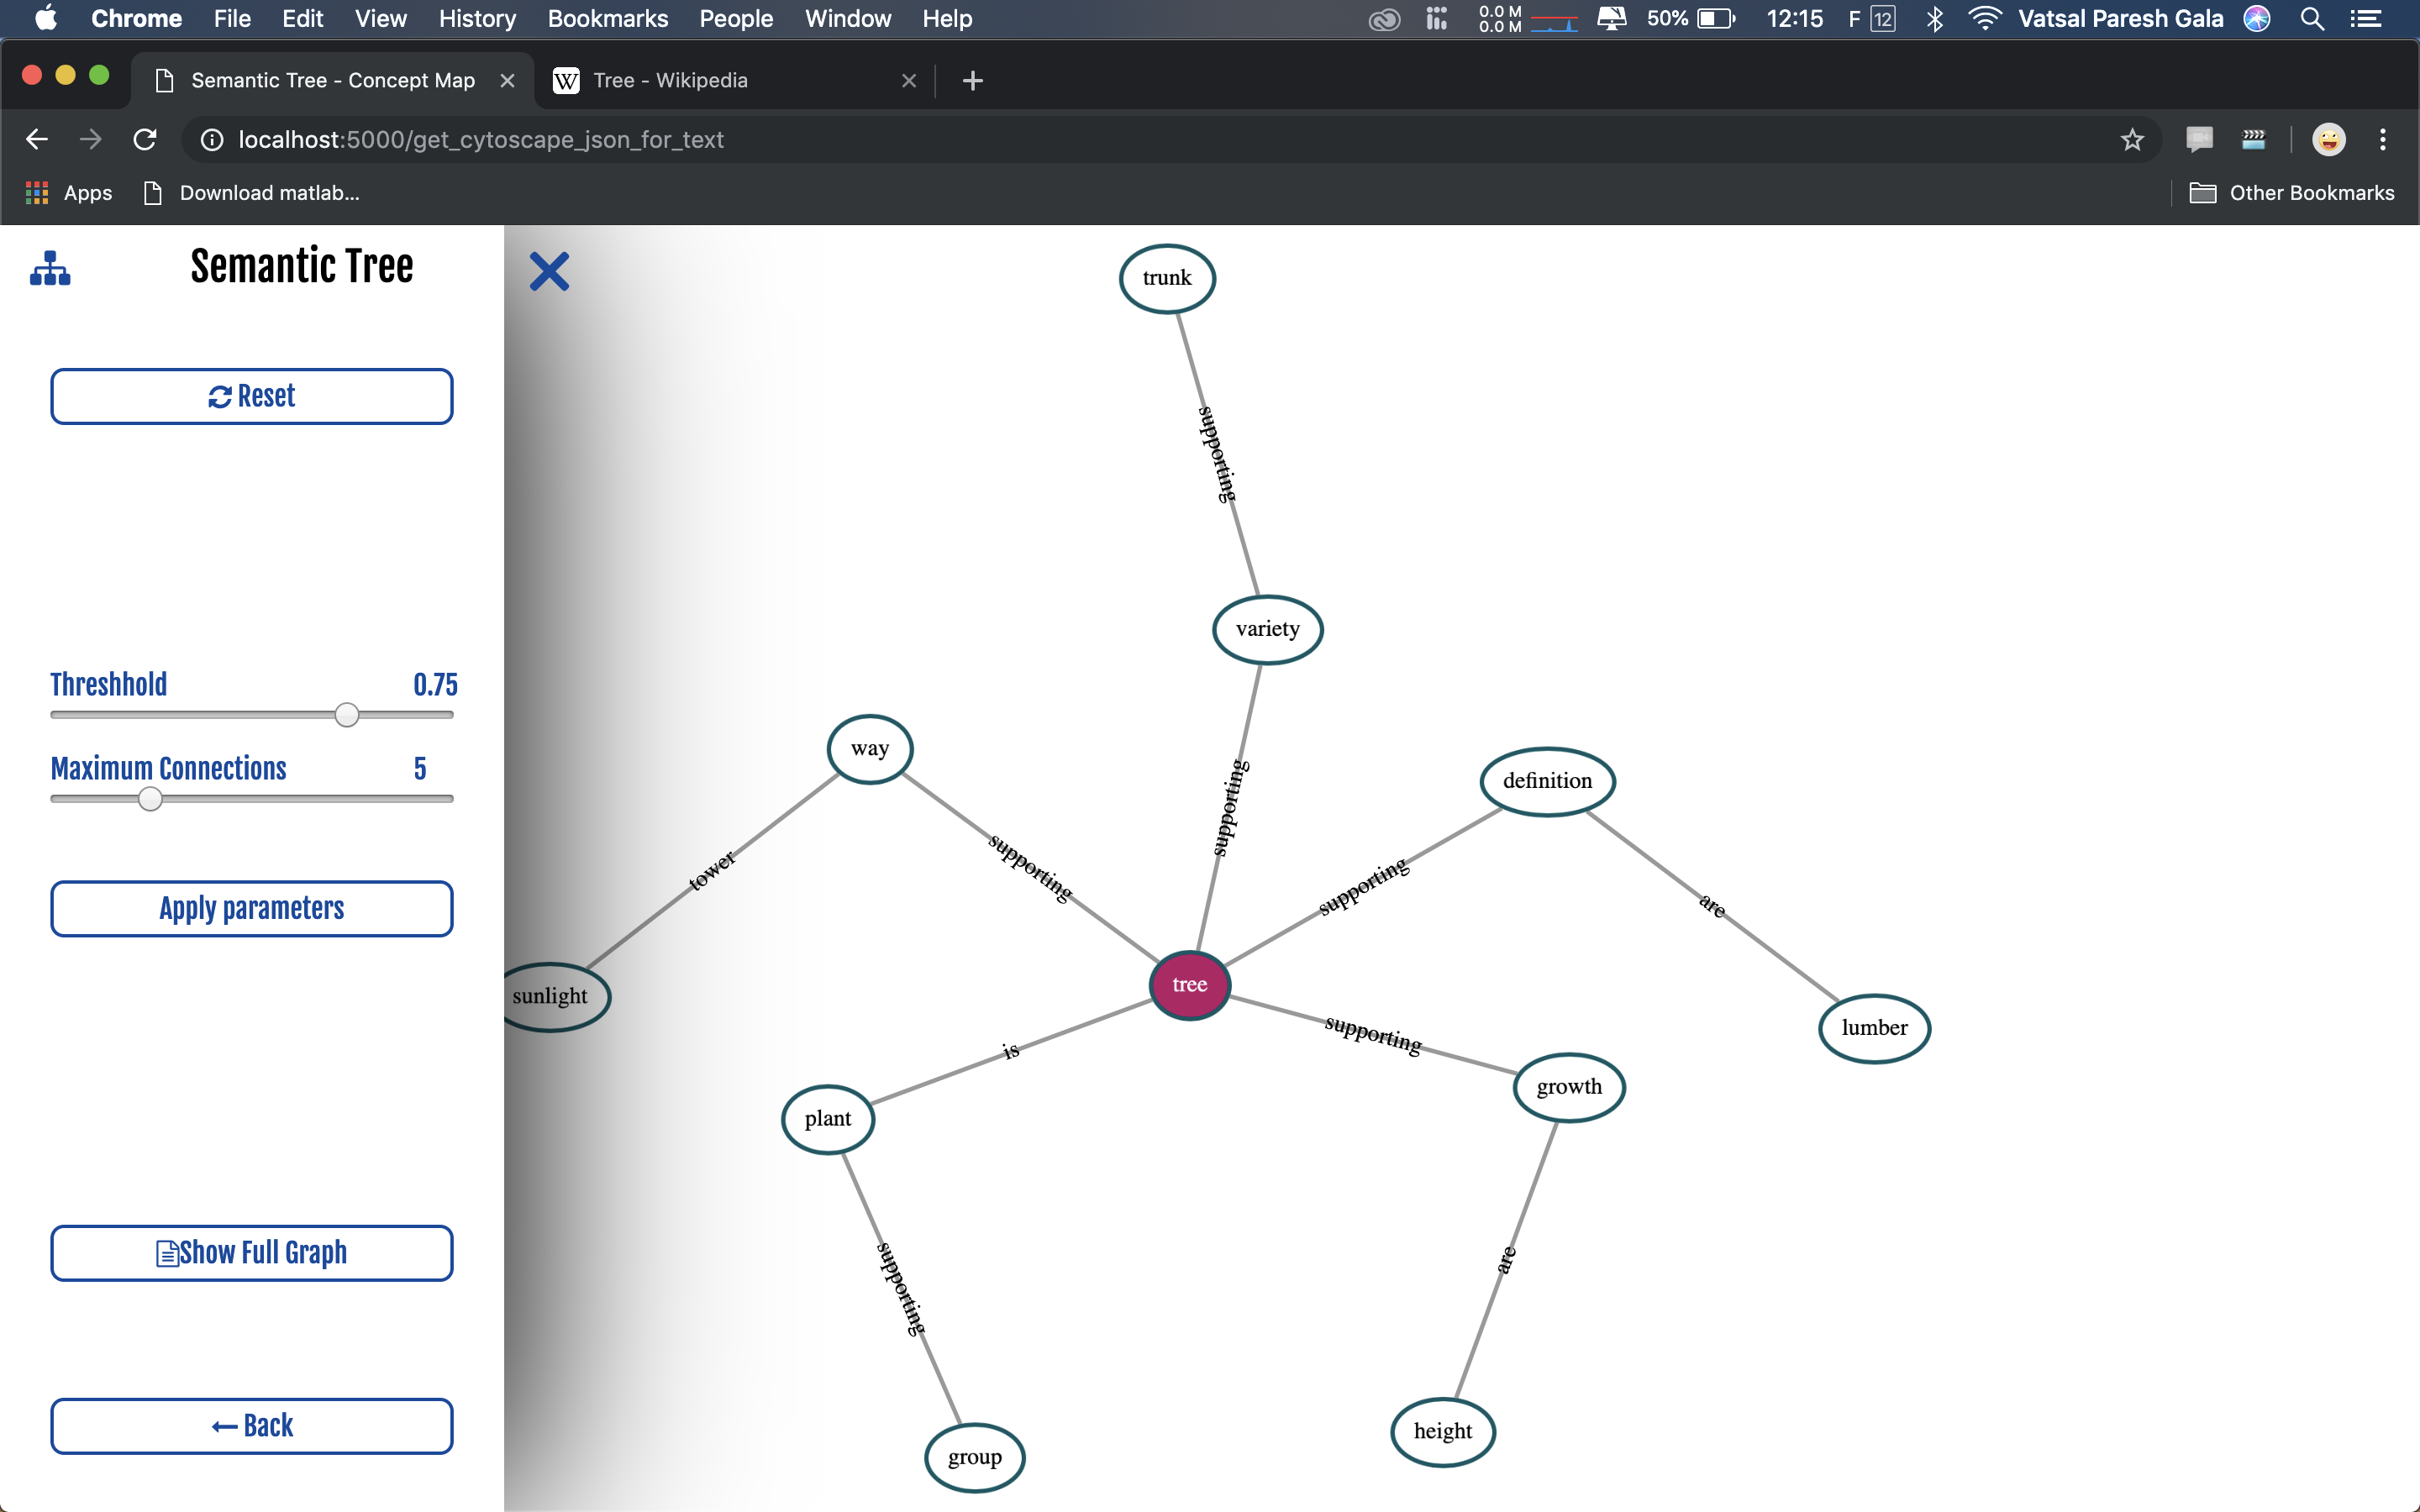 Chrome File Edit View History Bookmarks People Window Help
0.0 M
0.0 M
50% 12:15 F 12 Vatsal Paresh Gala
Semantic Tree - Concept Map
W Tree - Wikipedia
localhost:5000/get_cytoscape_json_for_text
Apps Download matlab... Other Bookmarks
Semantic Tree
Reset
Threshhold 0.75
Maximum Connections 5
Apply parameters
Show Full Graph
Back
trunk
supporting
variety
way
supporting
definition
tower
supporting
supporting
are
sunlight
tree
lumber
is
supporting
plant
growth
supporting
are
group
height